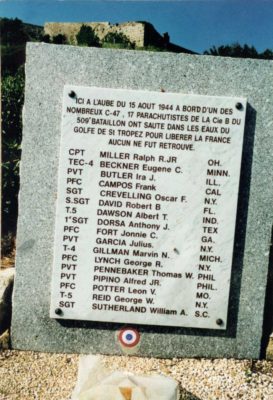 ICI A L'AUBE DU 15 AOUT 1944 A BORD D'UN DES
NOMBREUX C-47, 17 PARACHUTISTES DE LA Cie B DU
509° BATAILLON ONT SAUTE DANS LES EAUX DU
GOLFE DE SI TROPEZ POUR LIBERER LA FRANCE
AUCUN NE FUT RETROUVE.
CPT MILLER Ralph R.JR OH.
TEC-4 BECKNER Eugene C. MINN.
PVT BUTLER Ira J. ILL.
PFC CAMPOS Frank CAL
SGT CREVELLING Oscar F. N.Y.
S.SGT DAVID Robert B FL.
T.5 DAWSON Albert T. IND.
1°SGT DORSA Anthony J. TEX
PFC FORT Jonnie C. GA.
PVT GARCIA Julius. N.Y.
T-4 GILLMAN Marvin N. MICH.
PFC LYNCH George R. N.Y.
PVT PENNEBAKER Thomas W. PHIL
PVT PIPINO Alfred JR. PHIL.
PFC POTTER Leon V. MO.
T-5 REID George W. N.Y.
SGT SUTHERLAND William A. S.C.